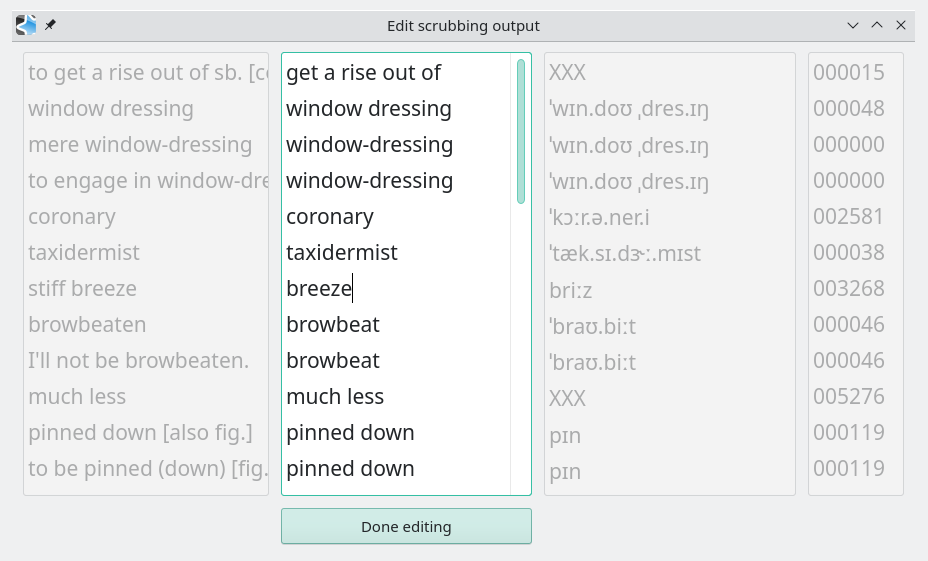 Edit scrubbing output
to get a rise out of sb. [c
get a rise out of
XXX
000015
window dressing
window dressing
ˈwɪn.doʊ ˌdres.ɪŋ
000048
mere window-dressing
window-dressing
ˈwɪn.doʊ ˌdres.ɪŋ
000000
to engage in window-dre
window-dressing
ˈwɪn.doʊ ˌdres.ɪŋ
000000
coronary
coronary
ˈkɔːr.ə.ner.i
002581
taxidermist
taxidermist
ˈtæk.sɪ.dɝː.mɪst
000038
stiff breeze
breeze
briːz
003268
browbeaten
browbeat
ˈbraʊ.biːt
000046
I'll not be browbeaten.
browbeat
ˈbraʊ.biːt
000046
much less
much less
XXX
005276
pinned down [also fig.]
pinned down
pɪn
000119
to be pinned (down) [fig.
pinned down
pɪn
000119
Done editing